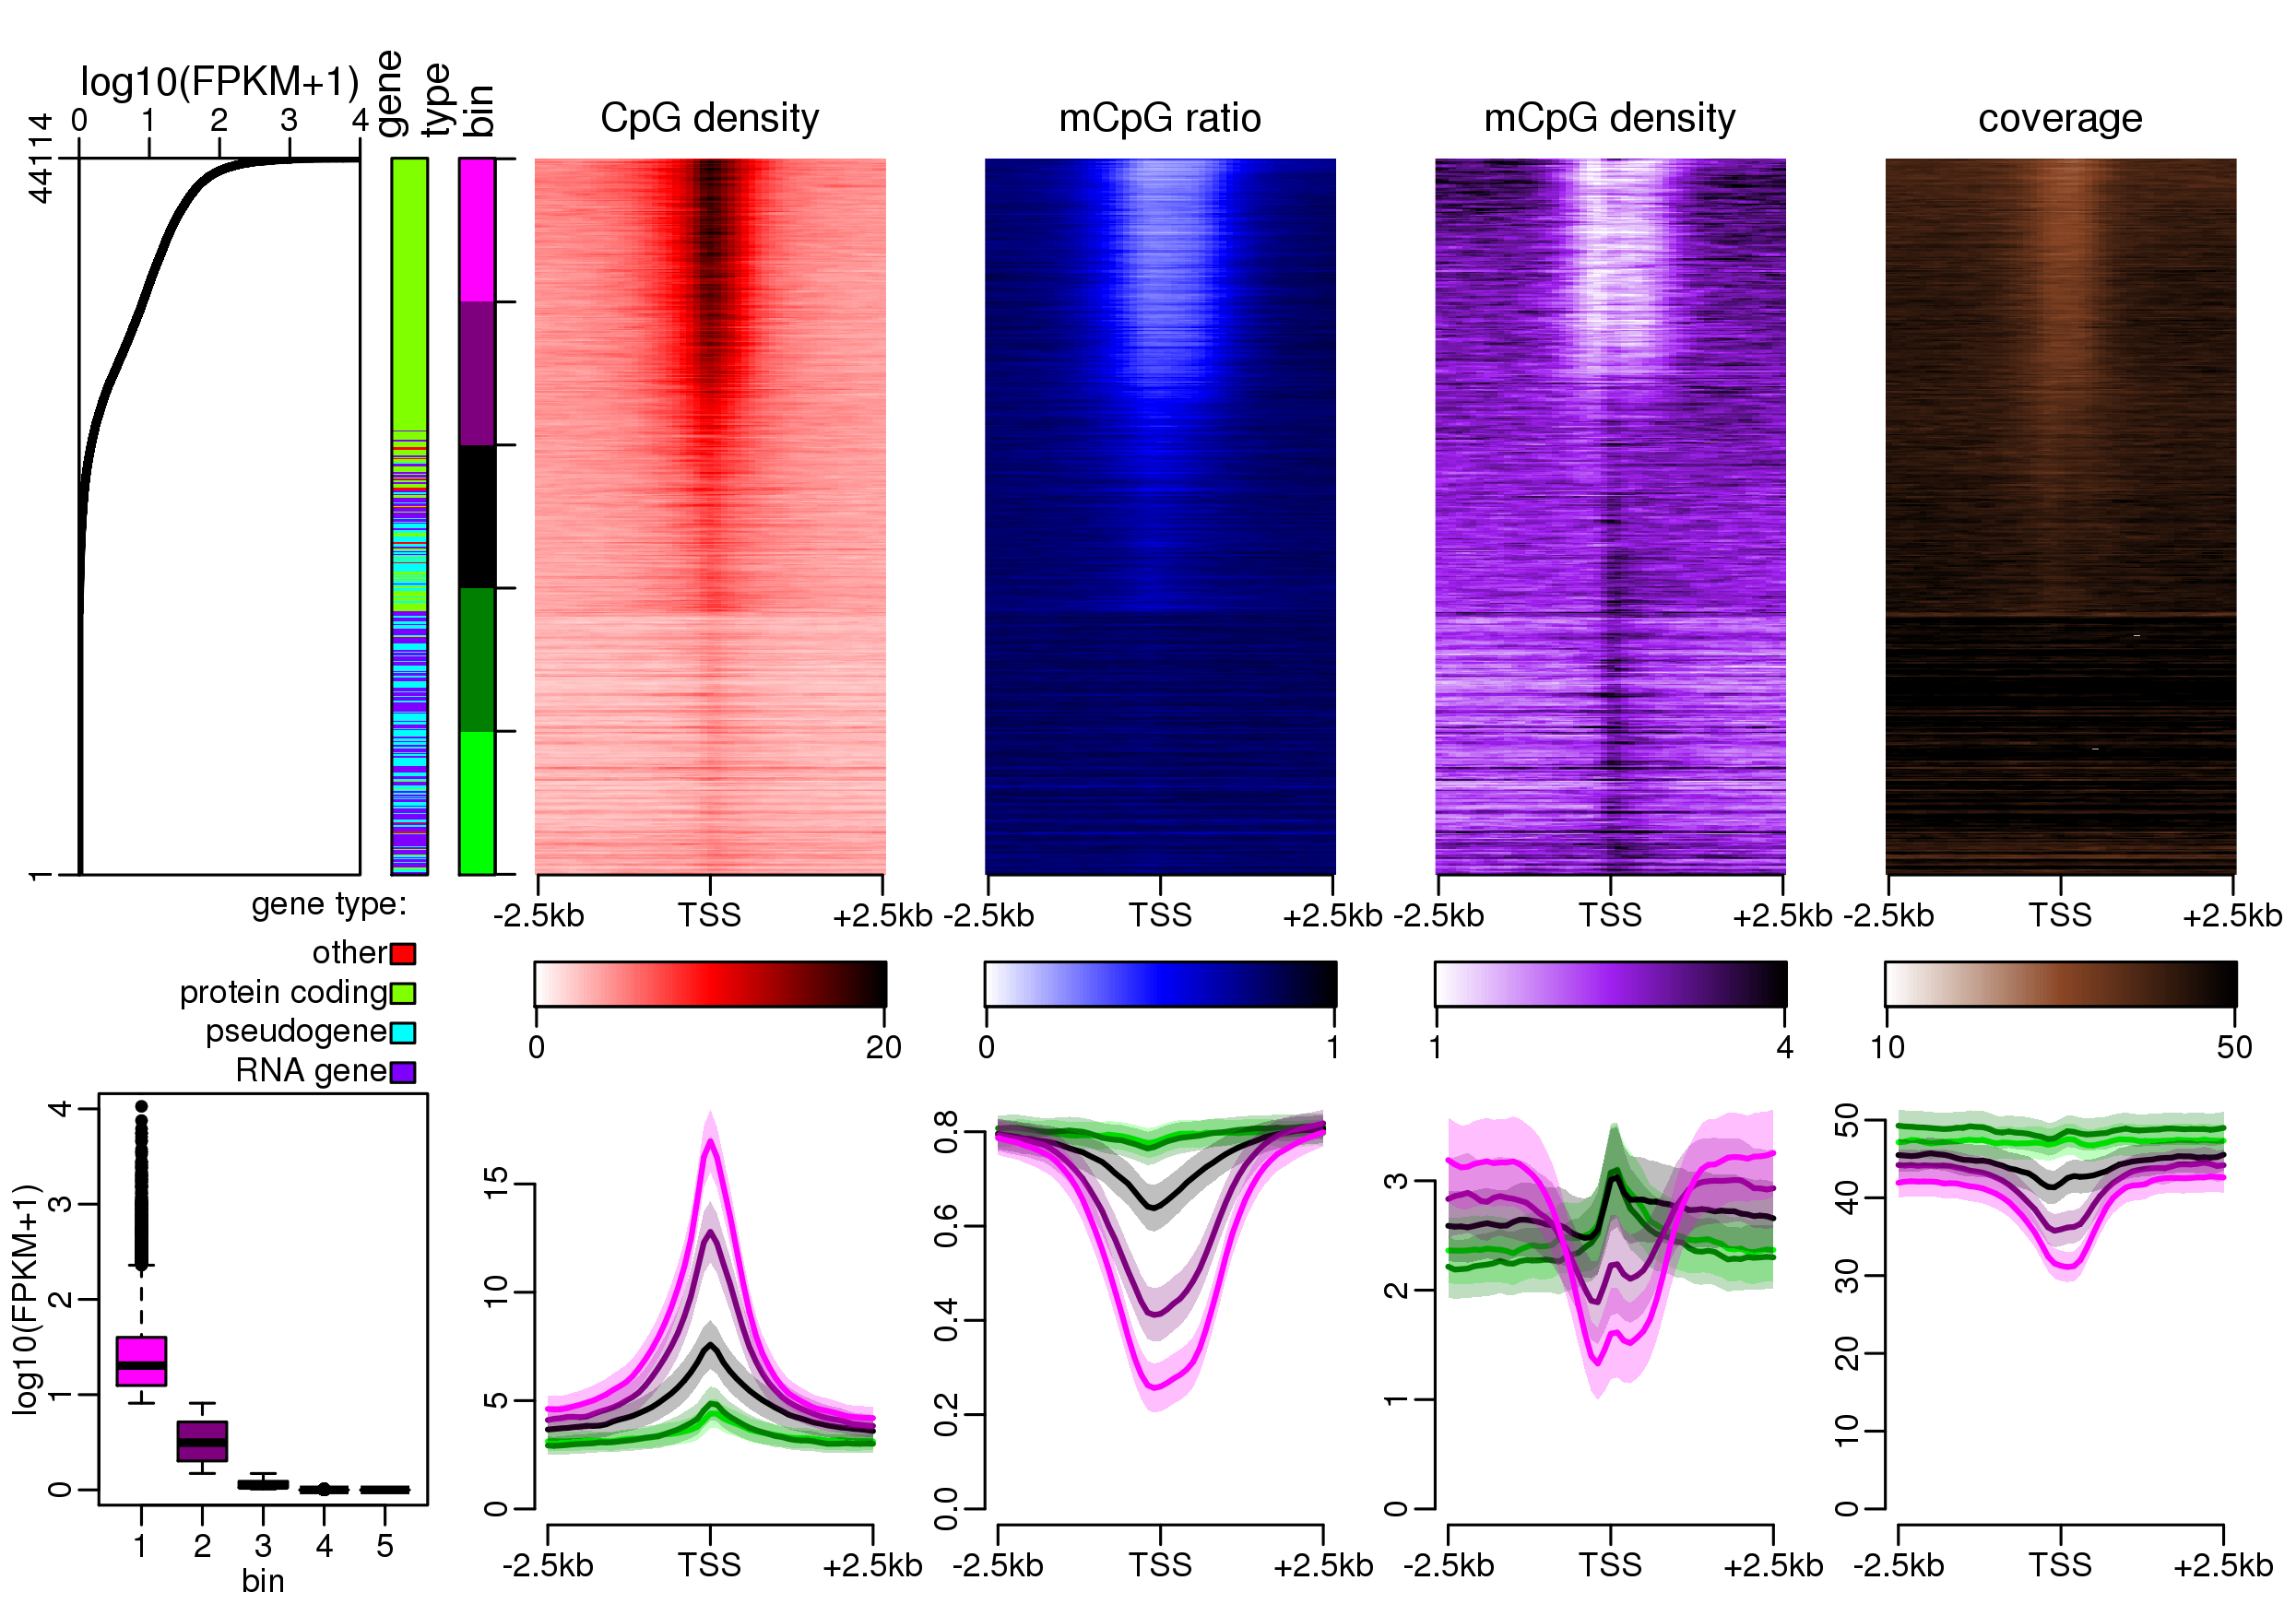 log10(FPKM+1)
0 1 2 3 4
44114
1
gene
type
bin
CpG density
mCpG ratio
mCpG density
coverage
-2.5kb TSS +2.5kb
-2.5kb TSS +2.5kb
-2.5kb TSS +2.5kb
-2.5kb TSS +2.5kb
gene type:
other
protein coding
pseudogene
RNA gene
0 20
0 1
1 4
10 50
log10(FPKM+1)
0 1 2 3 4
1 2 3 4 5
bin
0 5 10 15
-2.5kb TSS +2.5kb
0.0 0.2 0.4 0.6 0.8
-2.5kb TSS +2.5kb
0 1 2 3
-2.5kb TSS +2.5kb
0 10 20 30 40 50
-2.5kb TSS +2.5kb